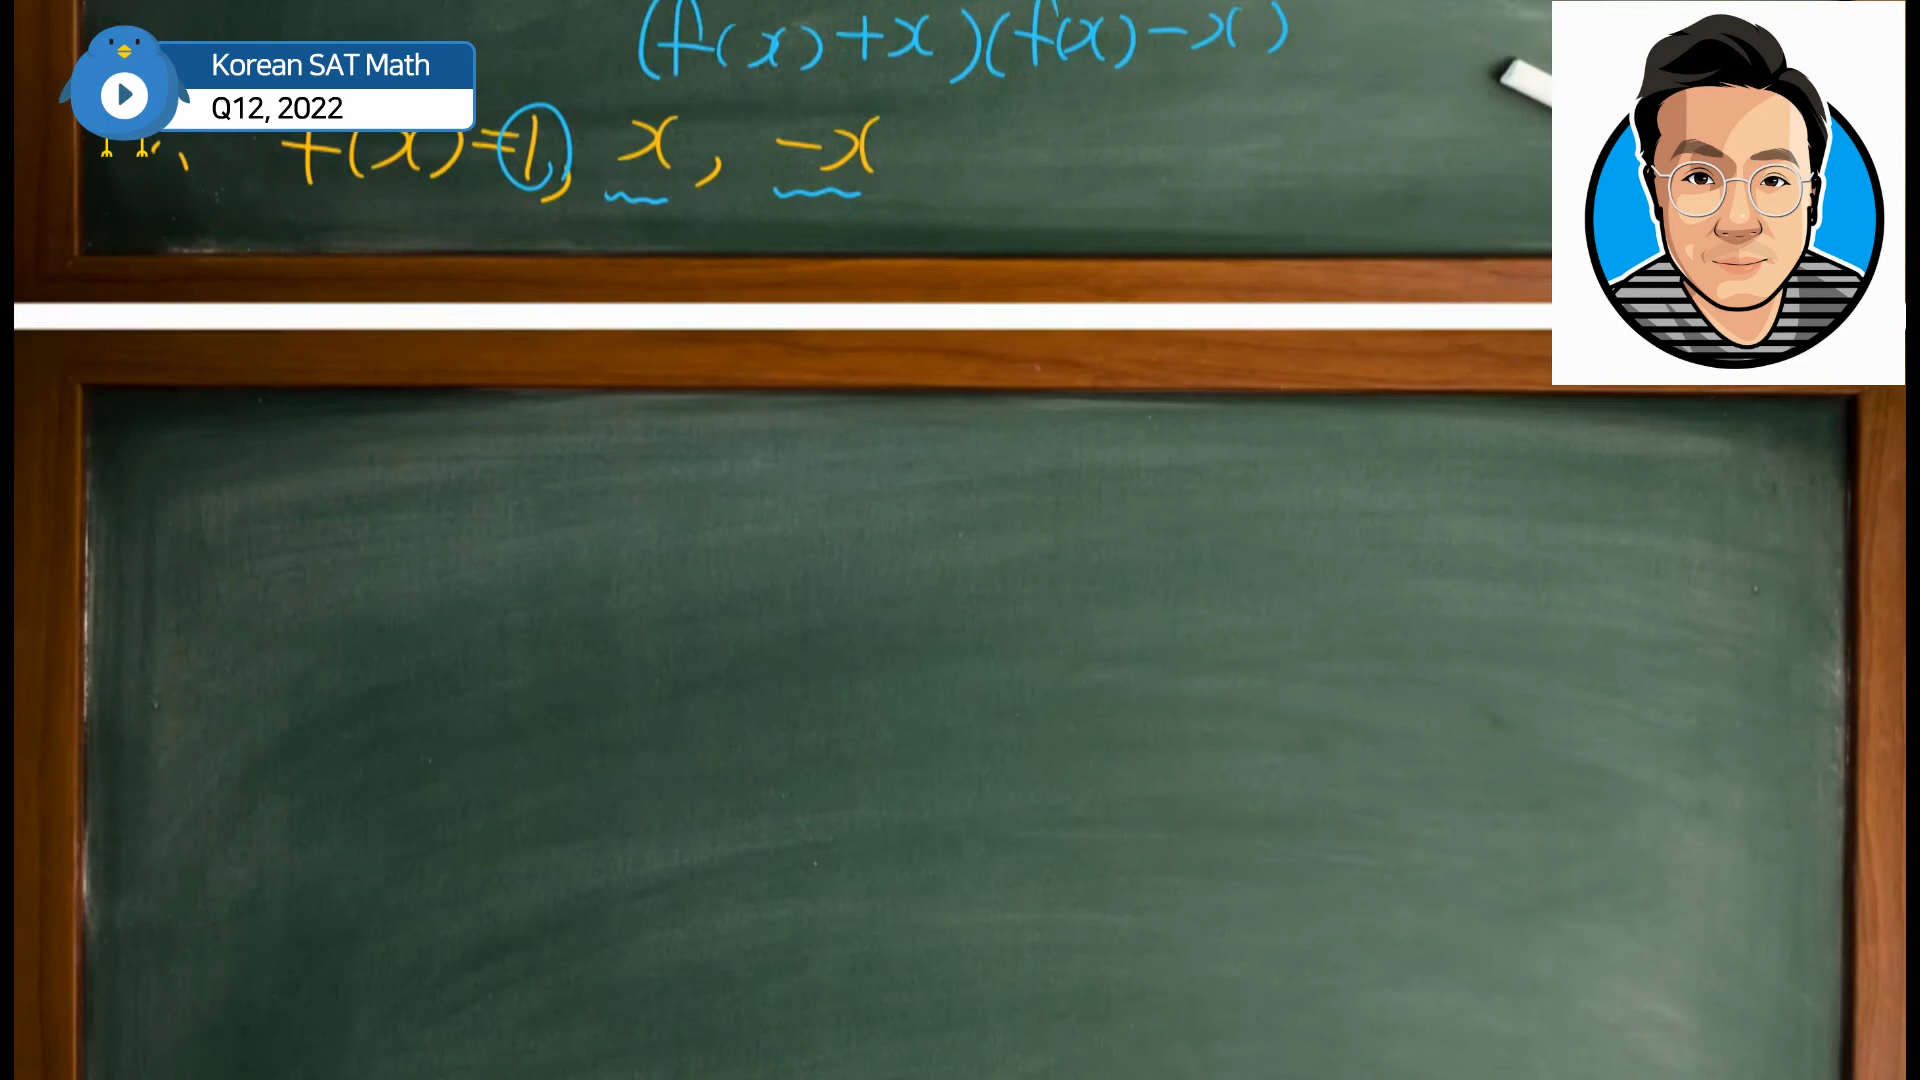 (f(x)+x)(f(x)-x)
Korean SAT Math
Q12, 2022
∴ f(x)=1, x, -x